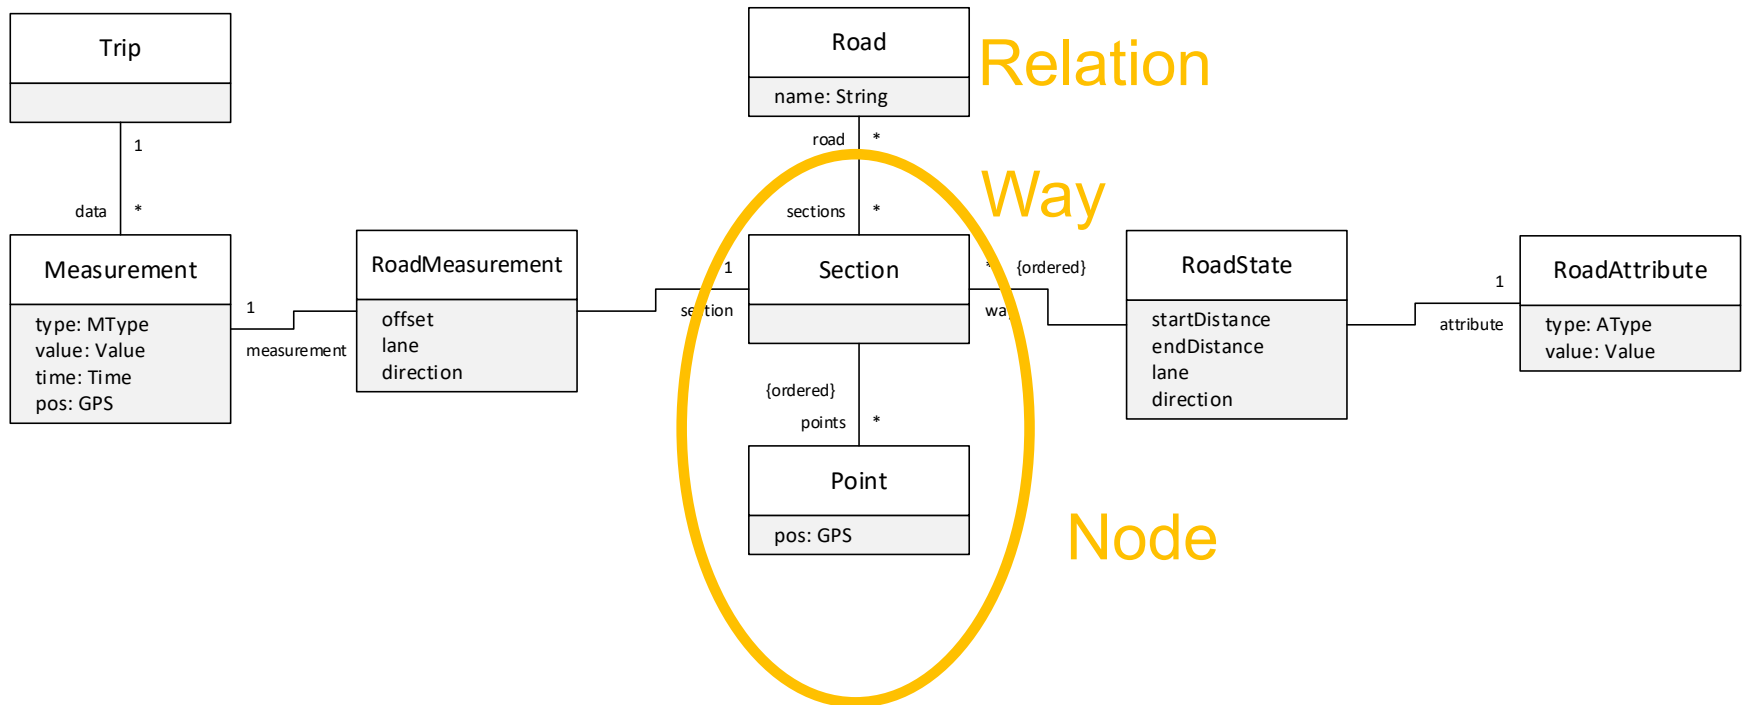 Trip
1
data *
Measurement
type: MType
value: Value
time: Time
pos: GPS
1
measurement
RoadMeasurement
offset
lane
direction
1
section
Road
name: String
road *
sections *
Section
{ordered}
points *
Point
pos: GPS
Relation
Way
Node
* {ordered}
way
RoadState
startDistance
endDistance
lane
direction
1
attribute
RoadAttribute
type: AType
value: Value